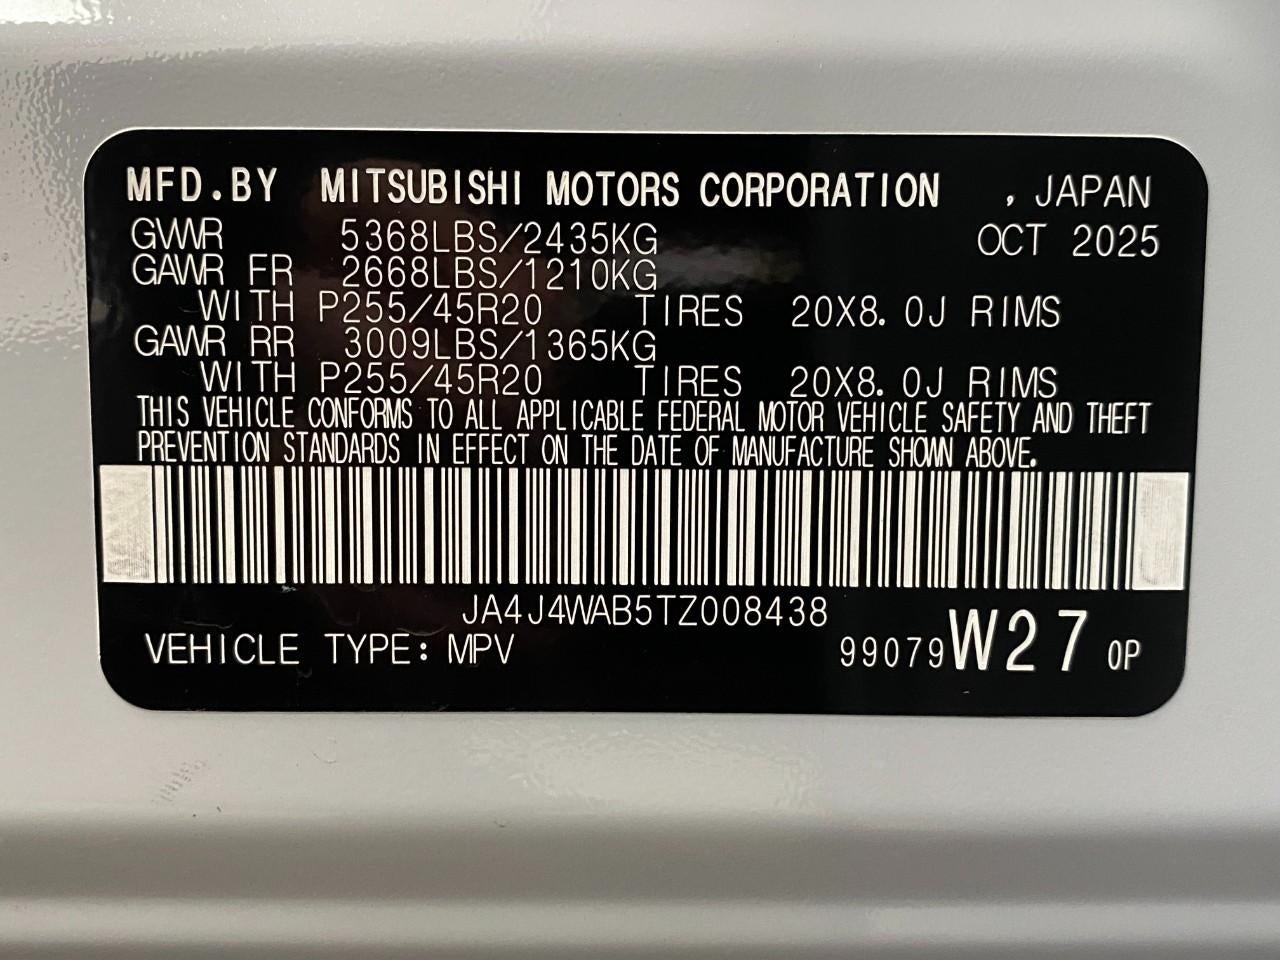 MFD.BY MITSUBISHI MOTORS CORPORATION , JAPAN
GVWR 5368LBS/2435KG OCT 2025
GAWR FR 2668LBS/1210KG
WITH P255/45R20 TIRES 20X8.0J RIMS
GAWR RR 3009LBS/1365KG
WITH P255/45R20 TIRES 20X8.0J RIMS
THIS VEHICLE CONFORMS TO ALL APPLICABLE FEDERAL MOTOR VEHICLE SAFETY AND THEFT
PREVENTION STANDARDS IN EFFECT ON THE DATE OF MANUFACTURE SHOWN ABOVE.
JA4J4WAB5TZ008438
VEHICLE TYPE: MPV 99079 W27 0P